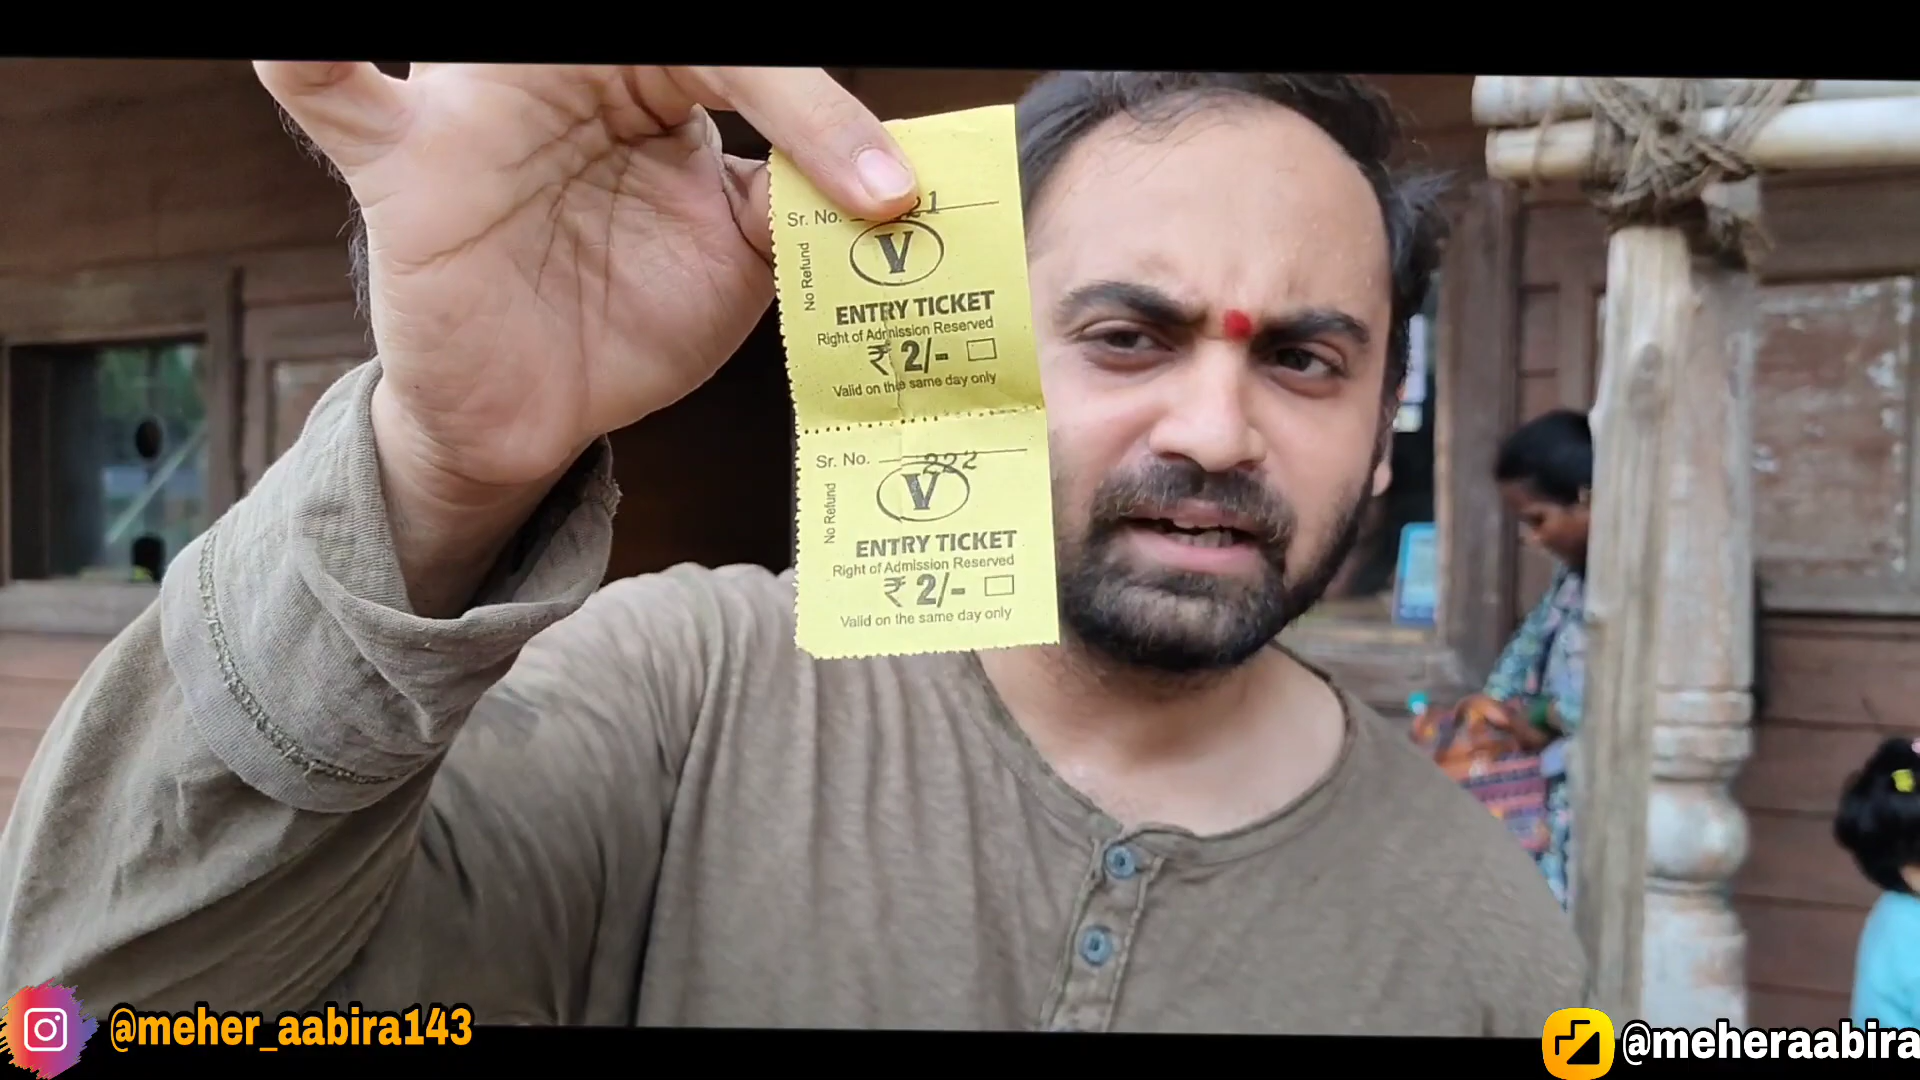 Sr. No. 21
No Refund
V
ENTRY TICKET
Right of Admission Reserved
₹ 2/-
Valid on the same day only
Sr. No. 222
No Refund
V
ENTRY TICKET
Right of Admission Reserved
₹ 2/-
Valid on the same day only
@meher_aabira143
@meheraabira